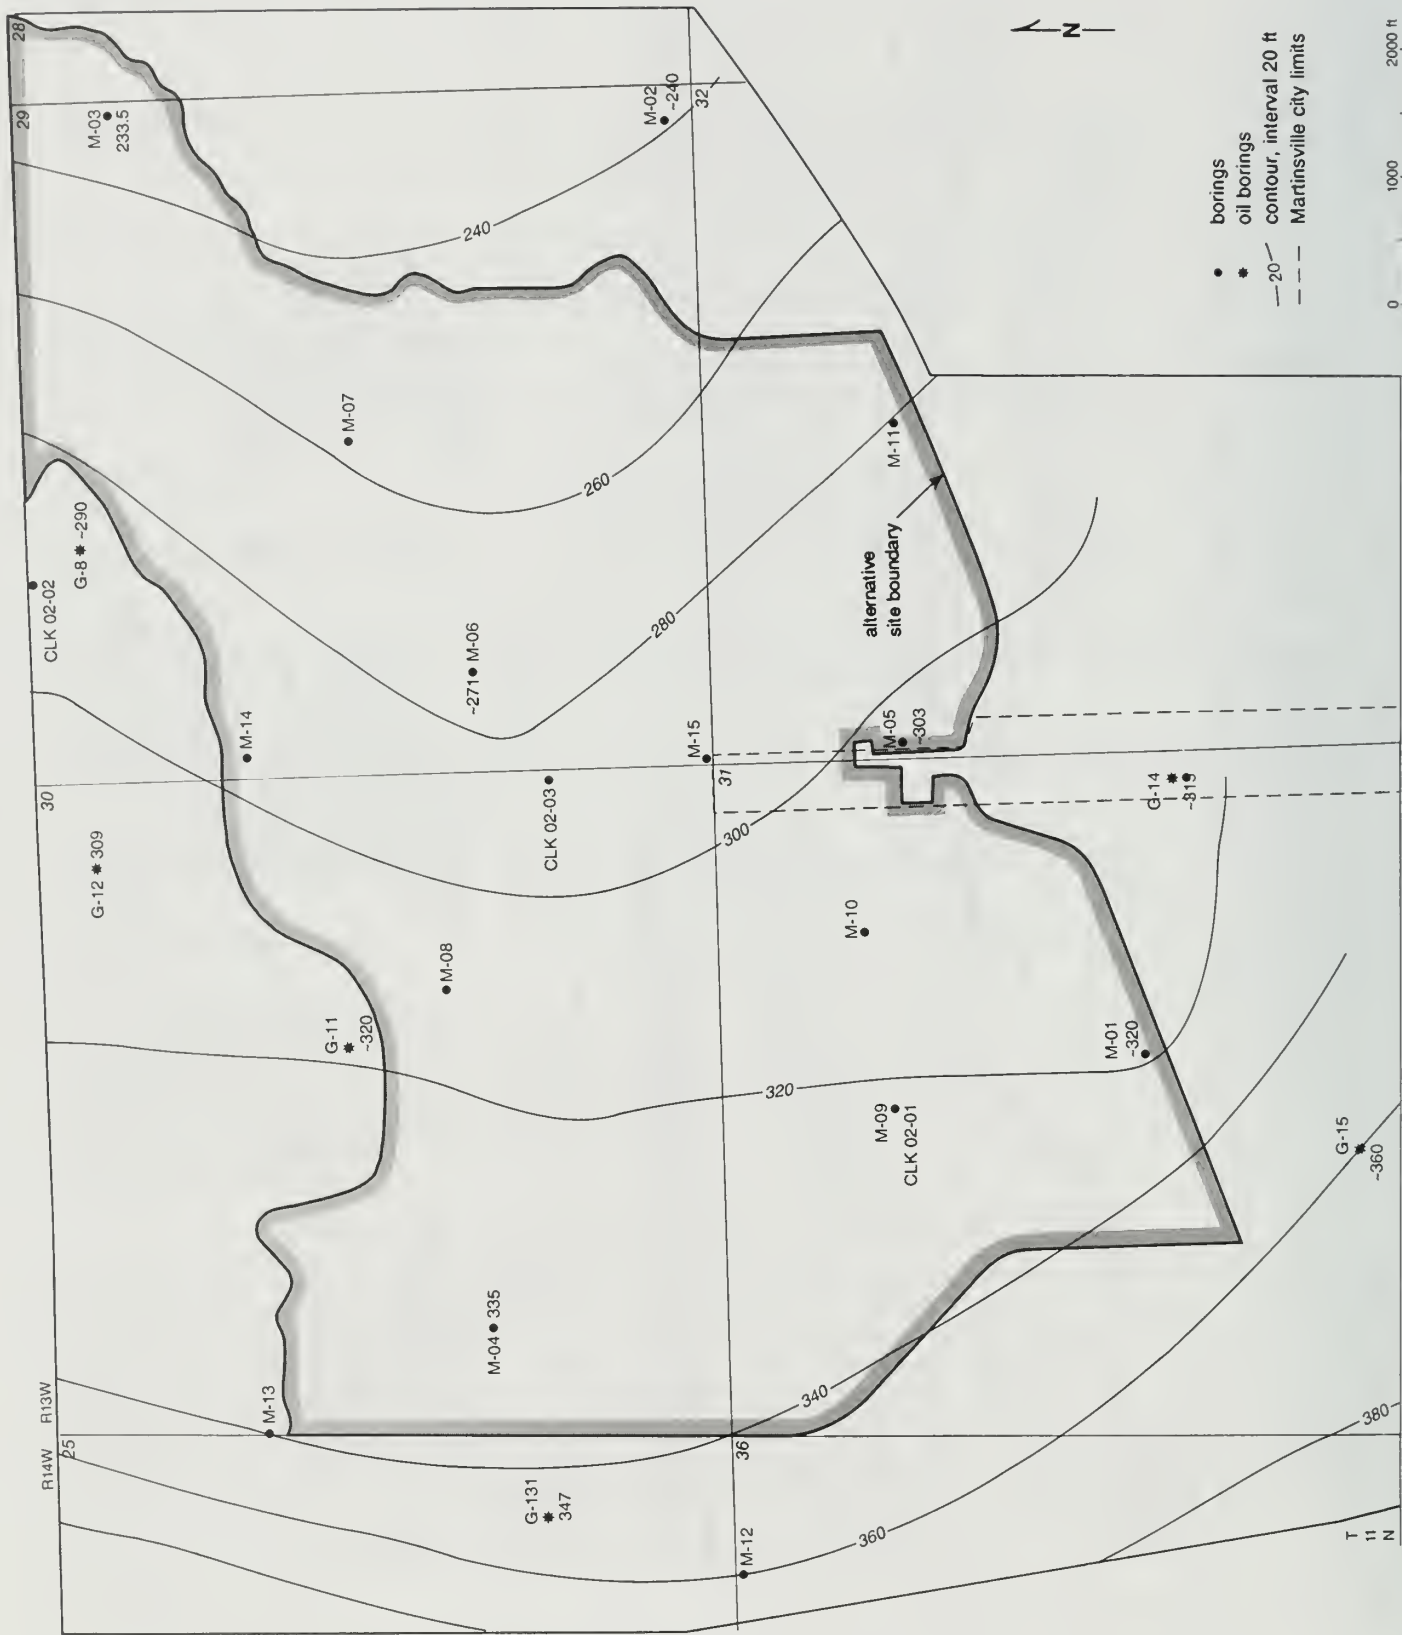 28
29
M-03
233.5
M-02
~240
32
240
N
borings
oil borings
20
contour, interval 20 ft
Martinsville city limits
0
1000
2000 ft
M-07
260
M-11
alternative
site boundary
G-8
~290
CLK 02-02
~271
M-06
280
M-14
M-15
30
31
M-05
~303
CLK 02-03
300
G-14
~315
G-12
309
M-10
M-08
G-11
~320
320
M-01
~320
M-09
CLK 02-01
G-15
~360
M-04
335
M-13
R13W
R14W
25
36
340
G-131
347
M-12
360
380
T
11
N